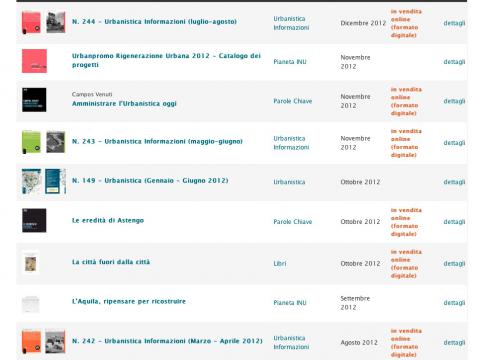 N. 244 - Urbanistica Informazioni (luglio-agosto)
Urbanistica
Informazioni
Dicembre 2012
in vendita
online
(formato
digitale)
dettagli
Urbanpromo Rigenerazione Urbana 2012 - Catalogo dei
progetti
Pianeta INU
Novembre
2012
dettagli
Campos Venuti
Amministrare l'Urbanistica oggi
Parole Chiave
Novembre
2012
in vendita
online
(formato
digitale)
dettagli
N. 243 - Urbanistica Informazioni (maggio-giugno)
Urbanistica
Informazioni
Novembre
2012
in vendita
online
(formato
digitale)
dettagli
N. 149 - Urbanistica (Gennaio - Giugno 2012)
Urbanistica
Ottobre 2012
dettagli
Le eredità di Astengo
Parole Chiave
Ottobre 2012
in vendita
online
(formato
digitale)
dettagli
La città fuori dalla città
Libri
Ottobre 2012
in vendita
online
(formato
digitale)
dettagli
L'Aquila, ripensare per ricostruire
Pianeta INU
Settembre
2012
dettagli
N. 242 - Urbanistica Informazioni (Marzo - Aprile 2012)
Urbanistica
Informazioni
Agosto 2012
in vendita
online
(formato
digitale)
dettagli